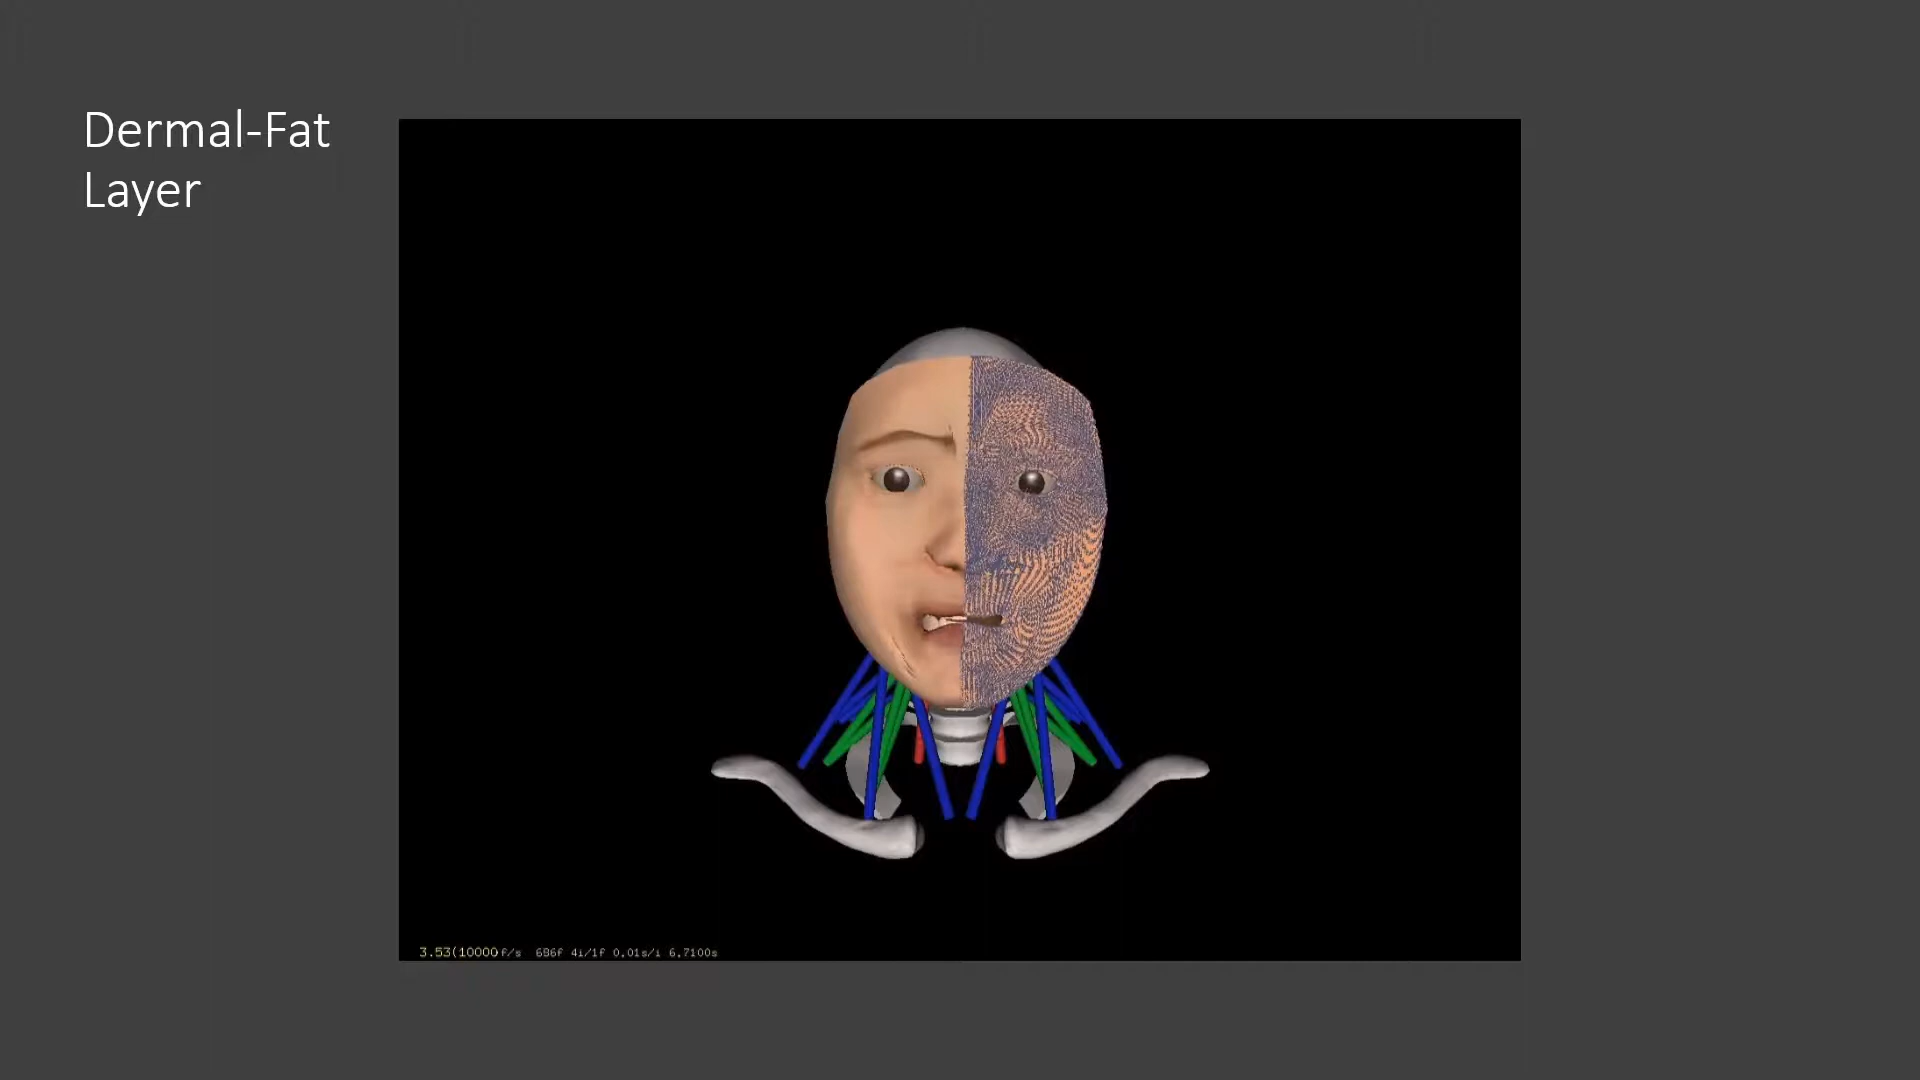 Dermal-Fat
Layer
3.53(10000f/s 686f 4i/1f 0.01s/i 6.7100s